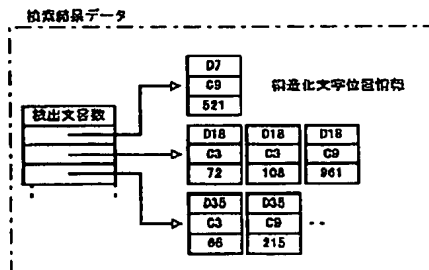 検索結果データ
D7
C9
521
構造化文字位置情報
検出文書数
D18 D18 D18
C3 C3 C9
72 108 961
D35 D35
C3 C9
66 215